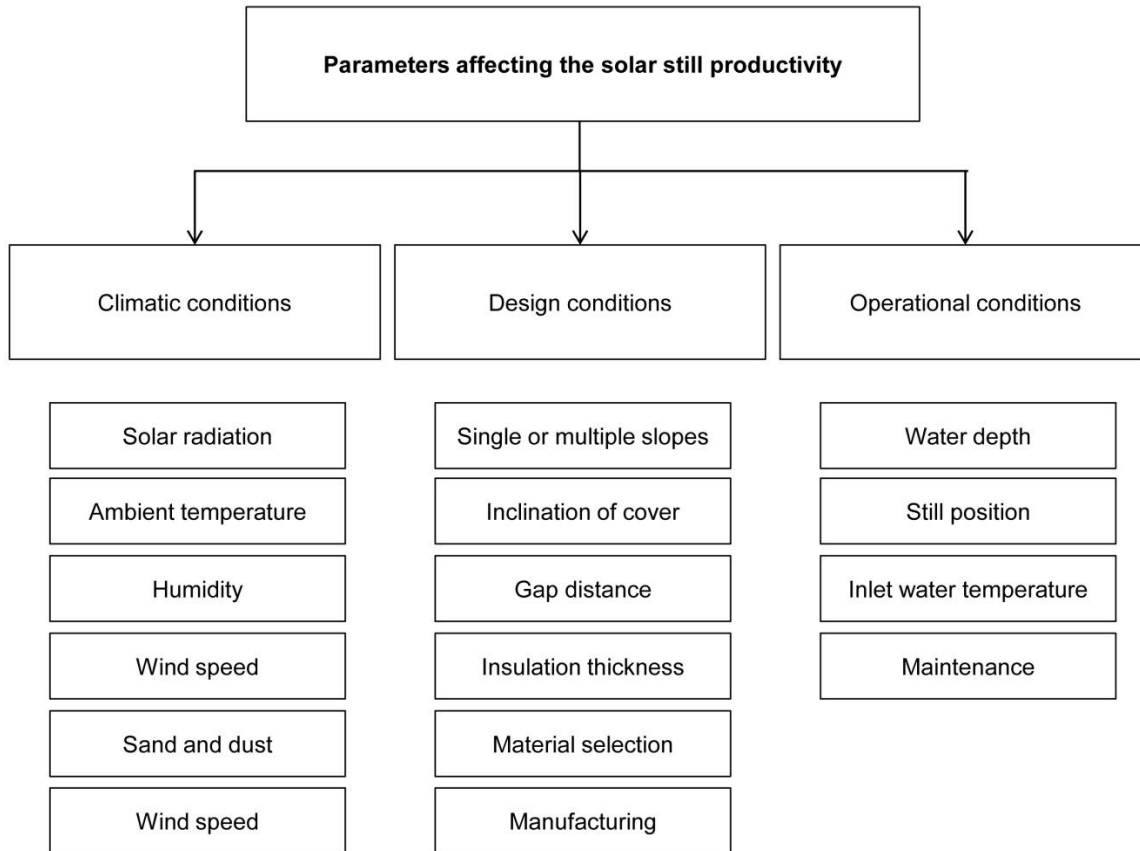 Parameters affecting the solar still productivity
Climatic conditions
Design conditions
Operational conditions
Solar radiation
Single or multiple slopes
Water depth
Ambient temperature
Inclination of cover
Still position
Humidity
Gap distance
Inlet water temperature
Wind speed
Insulation thickness
Maintenance
Sand and dust
Material selection
Wind speed
Manufacturing